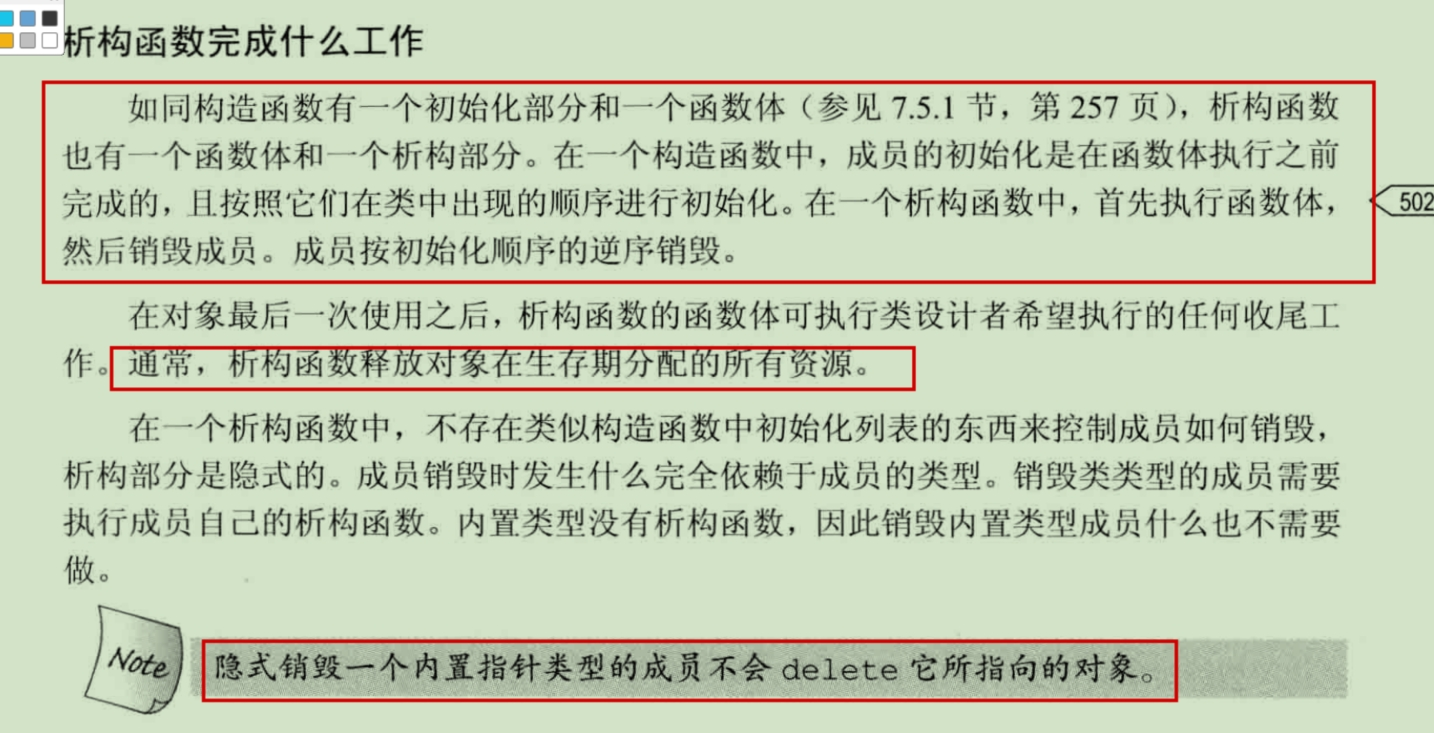 析构函数完成什么工作
如同构造函数有一个初始化部分和一个函数体（参见 7.5.1 节，第 257 页），析构函数
也有一个函数体和一个析构部分。在一个构造函数中，成员的初始化是在函数体执行之前
完成的，且按照它们在类中出现的顺序进行初始化。在一个析构函数中，首先执行函数体，
502
然后销毁成员。成员按初始化顺序的逆序销毁。
在对象最后一次使用之后，析构函数的函数体可执行类设计者希望执行的任何收尾工
作。通常，析构函数释放对象在生存期分配的所有资源。
在一个析构函数中，不存在类似构造函数中初始化列表的东西来控制成员如何销毁，
析构部分是隐式的。成员销毁时发生什么完全依赖于成员的类型。销毁类类型的成员需要
执行成员自己的析构函数。内置类型没有析构函数，因此销毁内置类型成员什么也不需要
做。
Note
隐式销毁一个内置指针类型的成员不会 delete 它所指向的对象。